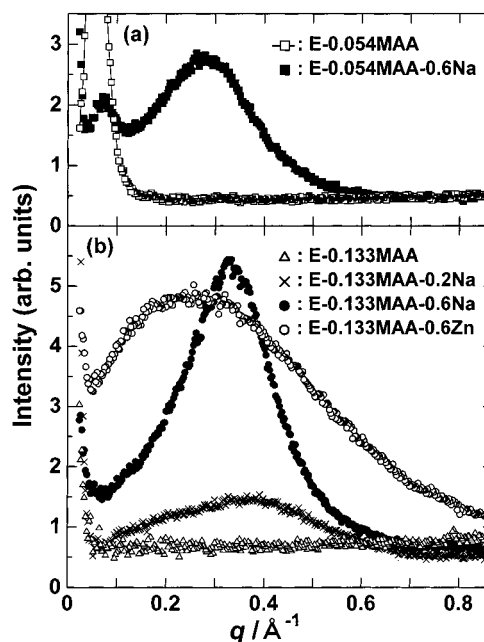 (a)
E-0.054MAA
E-0.054MAA-0.6Na
3
2
1
(b)
E-0.133MAA
E-0.133MAA-0.2Na
E-0.133MAA-0.6Na
E-0.133MAA-0.6Zn
6
5
4
3
2
1
0
Intensity (arb. units)
0 0.2 0.4 0.6 0.8
q / Å⁻¹